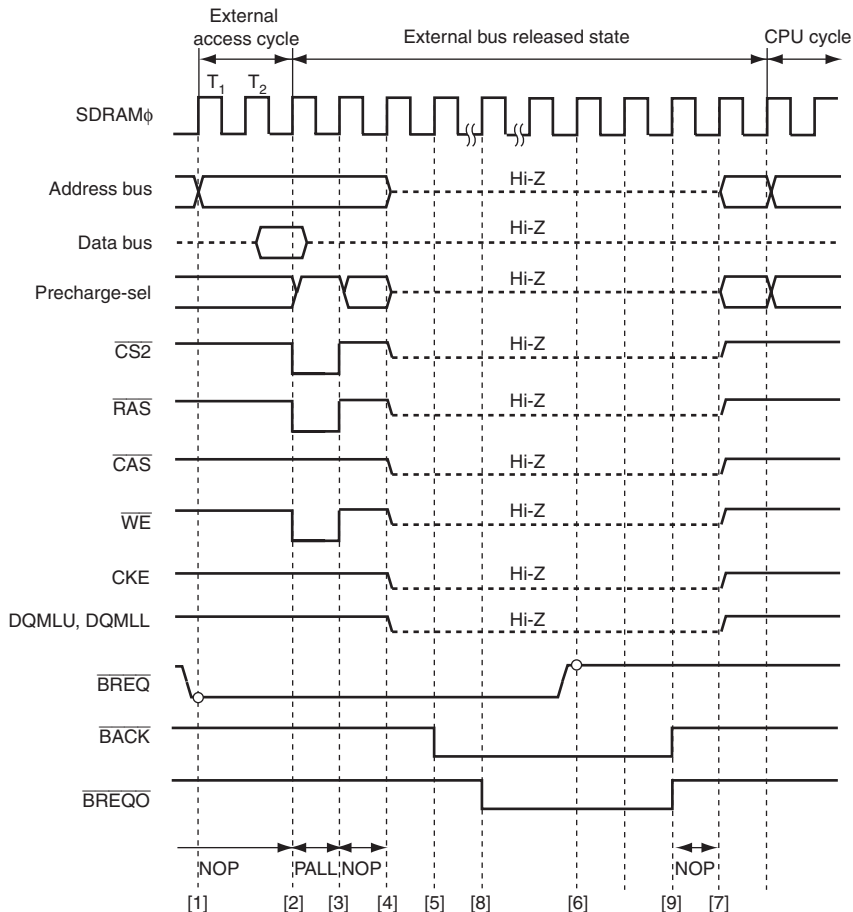 External
access cycle
External bus released state
CPU cycle
T1 T2
SDRAMϕ
Address bus
Hi-Z
Data bus
Hi-Z
Precharge-sel
Hi-Z
CS2
Hi-Z
RAS
Hi-Z
CAS
Hi-Z
WE
Hi-Z
CKE
Hi-Z
DQMLU, DQMLL
Hi-Z
BREQ
BACK
BREQO
NOP PALL NOP NOP
[1] [2] [3] [4] [5] [8] [6] [9] [7]